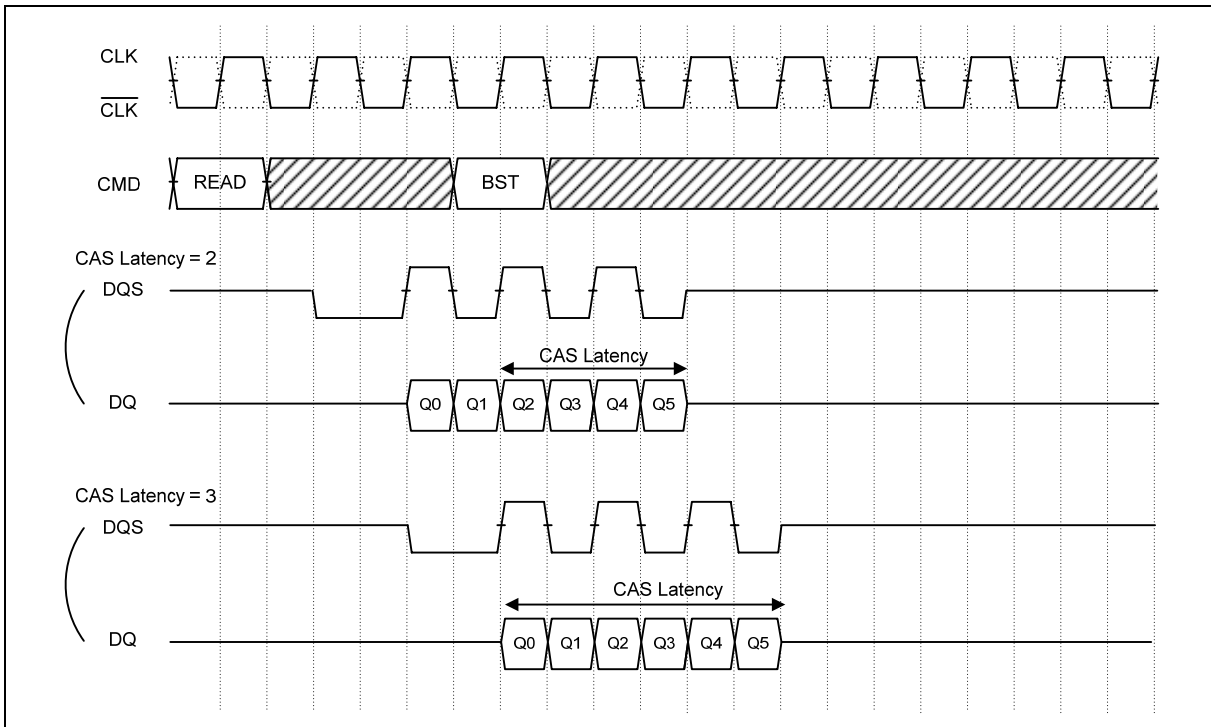 CLK
CLK
CMD READ BST
CAS Latency = 2
DQS
CAS Latency
DQ Q0 Q1 Q2 Q3 Q4 Q5
CAS Latency = 3
DQS
CAS Latency
DQ Q0 Q1 Q2 Q3 Q4 Q5